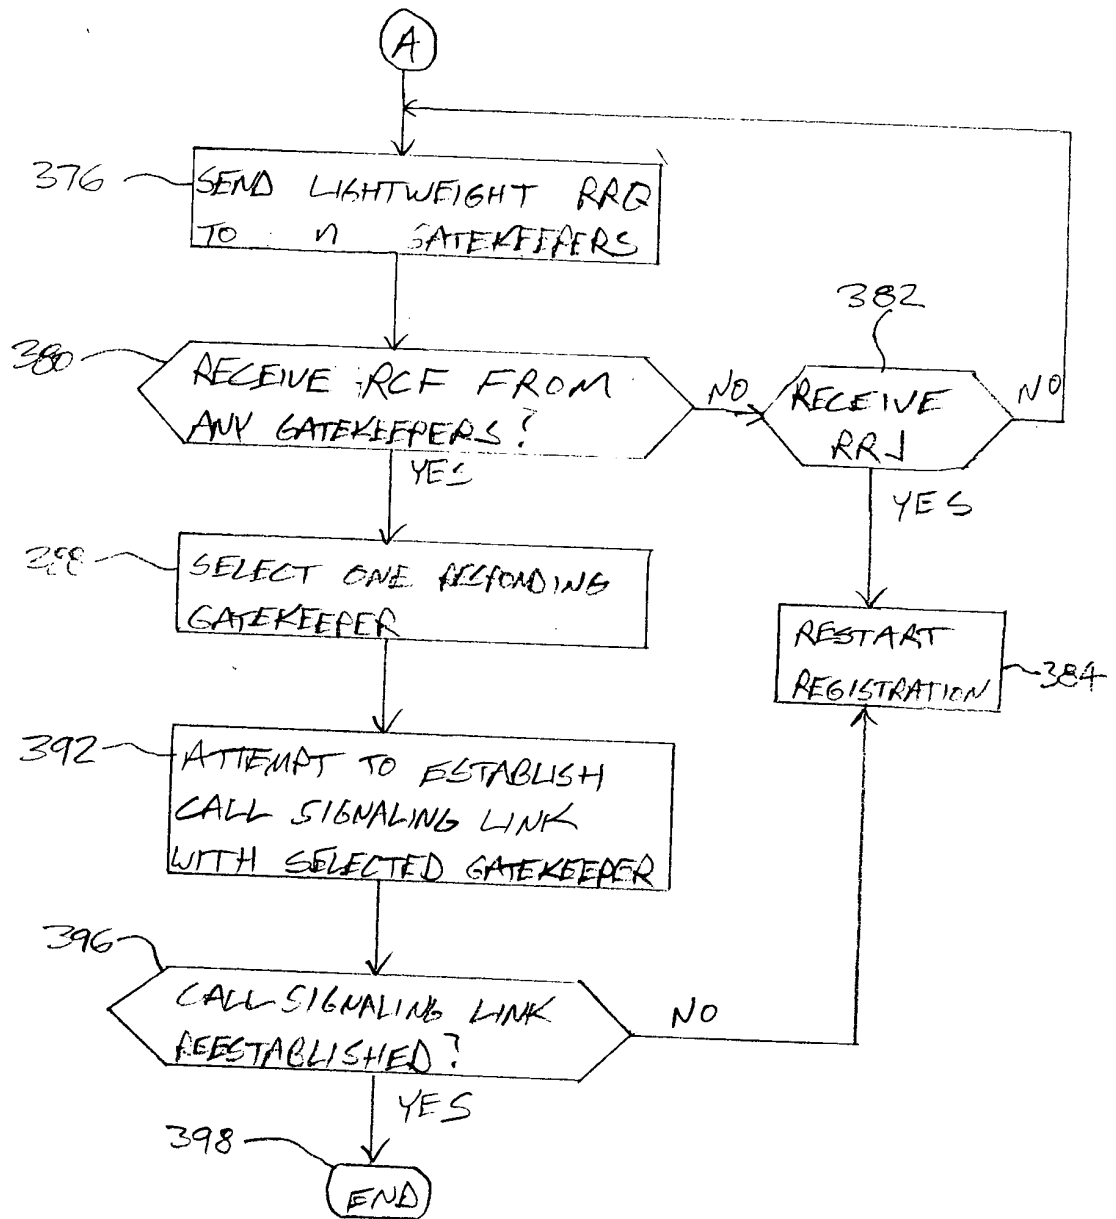 A
376
SEND LIGHTWEIGHT RRQ
TO n GATEKEEPERS
382
380
RECEIVE RCF FROM
ANY GATEKEEPERS?
NO
RECEIVE
RRJ
NO
YES
YES
388
SELECT ONE RESPONDING
GATEKEEPER
RESTART
REGISTRATION
384
392
ATTEMPT TO ESTABLISH
CALL SIGNALING LINK
WITH SELECTED GATEKEEPER
396
CALL SIGNALING LINK
REESTABLISHED?
NO
YES
398
END